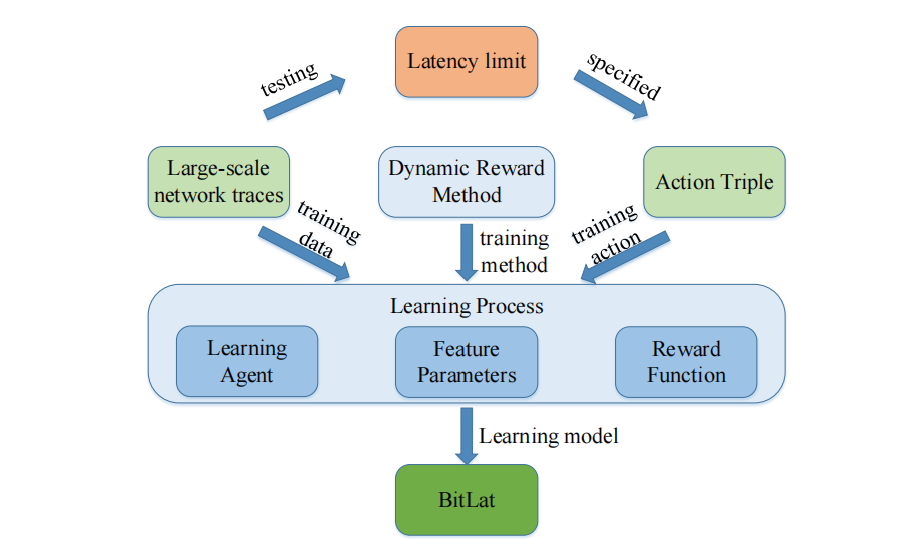 Latency limit
testing
specified
Large-scale
network traces
Dynamic Reward
Method
Action Triple
training
data
training
method
training
action
Learning Process
Learning
Agent
Feature
Parameters
Reward
Function
Learning model
BitLat